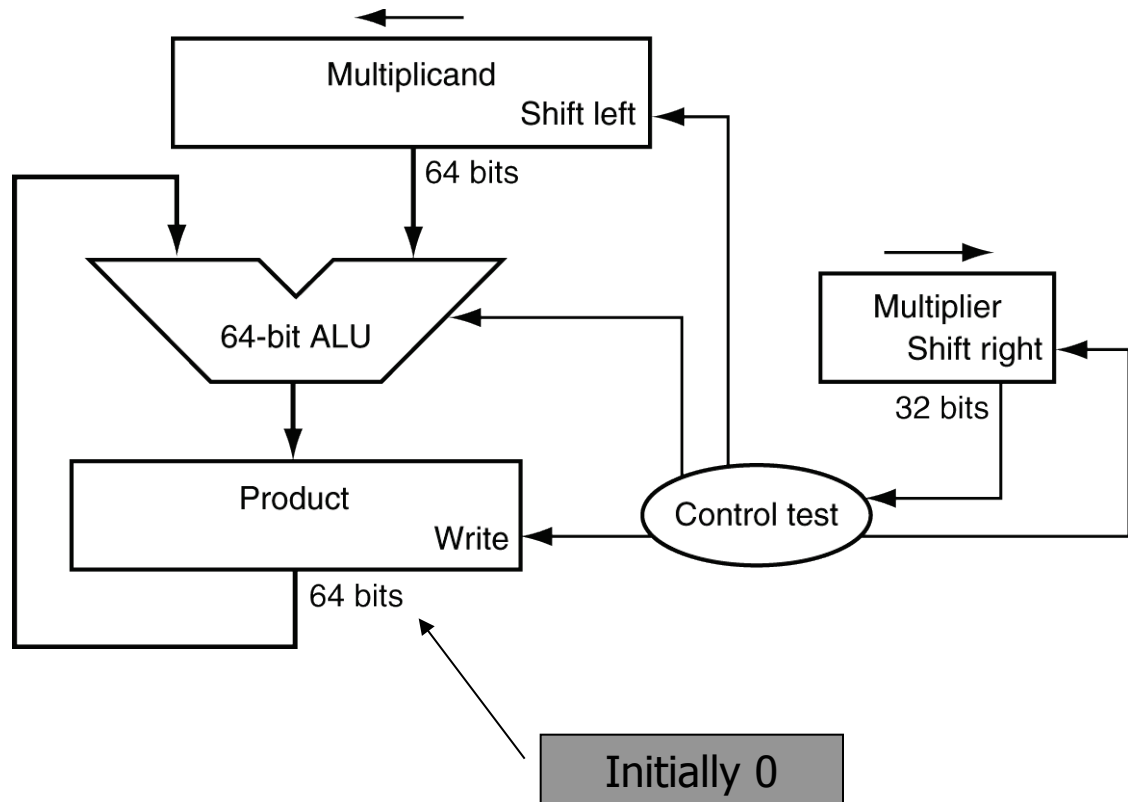 Multiplicand
Shift left
64 bits
64-bit ALU
Multiplier
Shift right
32 bits
Product
Write
64 bits
Control test
Initially 0